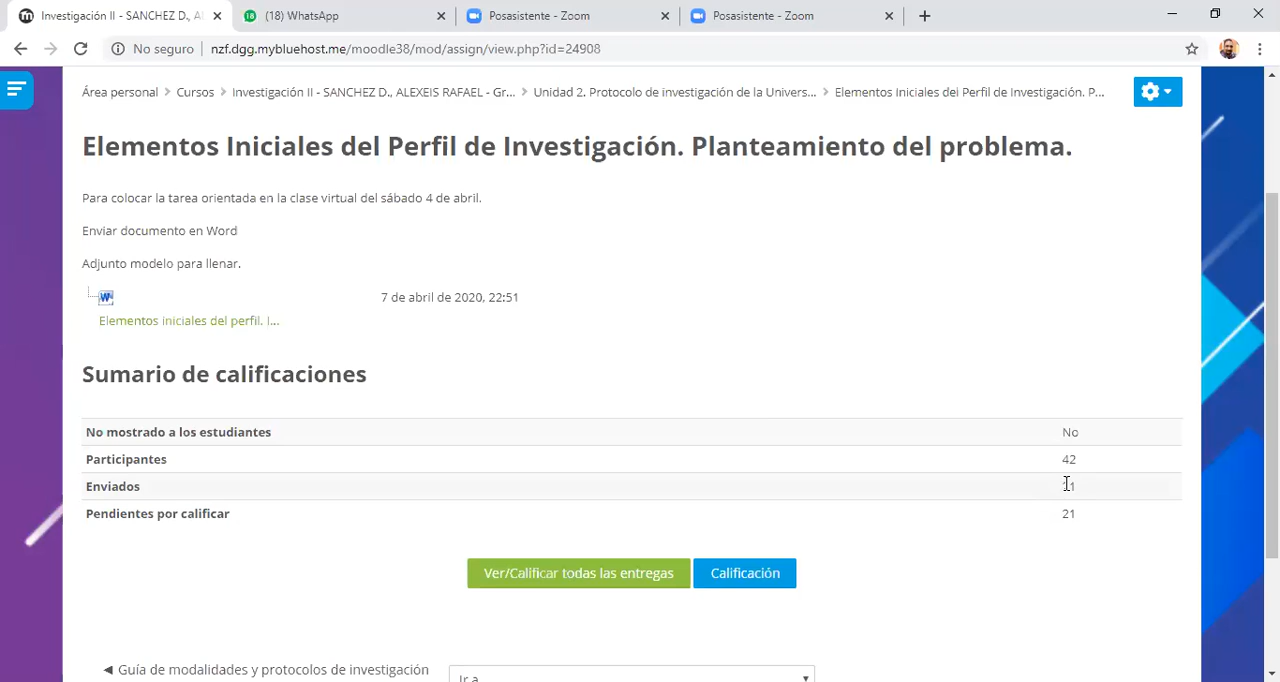 Investigación II - SANCHEZ D., AL
(18) WhatsApp
Posasistente - Zoom
Posasistente - Zoom
No seguro
nzf.dgg.mybluehost.me/moodle38/mod/assign/view.php?id=24908
Área personal > Cursos > Investigación II - SANCHEZ D., ALEXEIS RAFAEL - Gr... > Unidad 2. Protocolo de investigación de la Univers... > Elementos Iniciales del Perfil de Investigación. P...
Elementos Iniciales del Perfil de Investigación. Planteamiento del problema.
Para colocar la tarea orientada en la clase virtual del sábado 4 de abril.
Enviar documento en Word
Adjunto modelo para llenar.
7 de abril de 2020, 22:51
Elementos iniciales del perfil. I...
Sumario de calificaciones
No mostrado a los estudiantes No
Participantes 42
Enviados
Pendientes por calificar 21
Ver/Calificar todas las entregas
Calificación
◀ Guía de modalidades y protocolos de investigación
Ir a